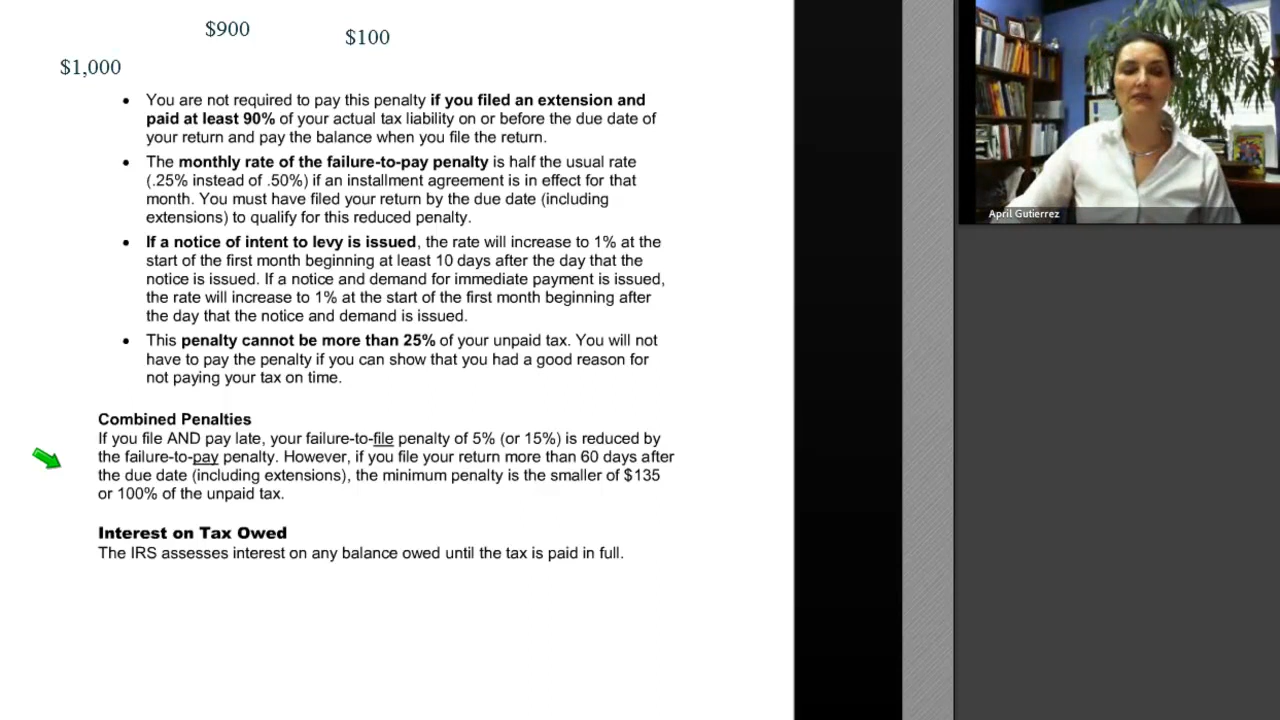 $900
$100
$1,000
• You are not required to pay this penalty if you filed an extension and
paid at least 90% of your actual tax liability on or before the due date of
your return and pay the balance when you file the return.
• The monthly rate of the failure-to-pay penalty is half the usual rate
(.25% instead of .50%) if an installment agreement is in effect for that
month. You must have filed your return by the due date (including
extensions) to qualify for this reduced penalty.
• If a notice of intent to levy is issued, the rate will increase to 1% at the
start of the first month beginning at least 10 days after the day that the
notice is issued. If a notice and demand for immediate payment is issued,
the rate will increase to 1% at the start of the first month beginning after
the day that the notice and demand is issued.
• This penalty cannot be more than 25% of your unpaid tax. You will not
have to pay the penalty if you can show that you had a good reason for
not paying your tax on time.
Combined Penalties
If you file AND pay late, your failure-to-file penalty of 5% (or 15%) is reduced by
the failure-to-pay penalty. However, if you file your return more than 60 days after
the due date (including extensions), the minimum penalty is the smaller of $135
or 100% of the unpaid tax.
Interest on Tax Owed
The IRS assesses interest on any balance owed until the tax is paid in full.
April Gutierrez